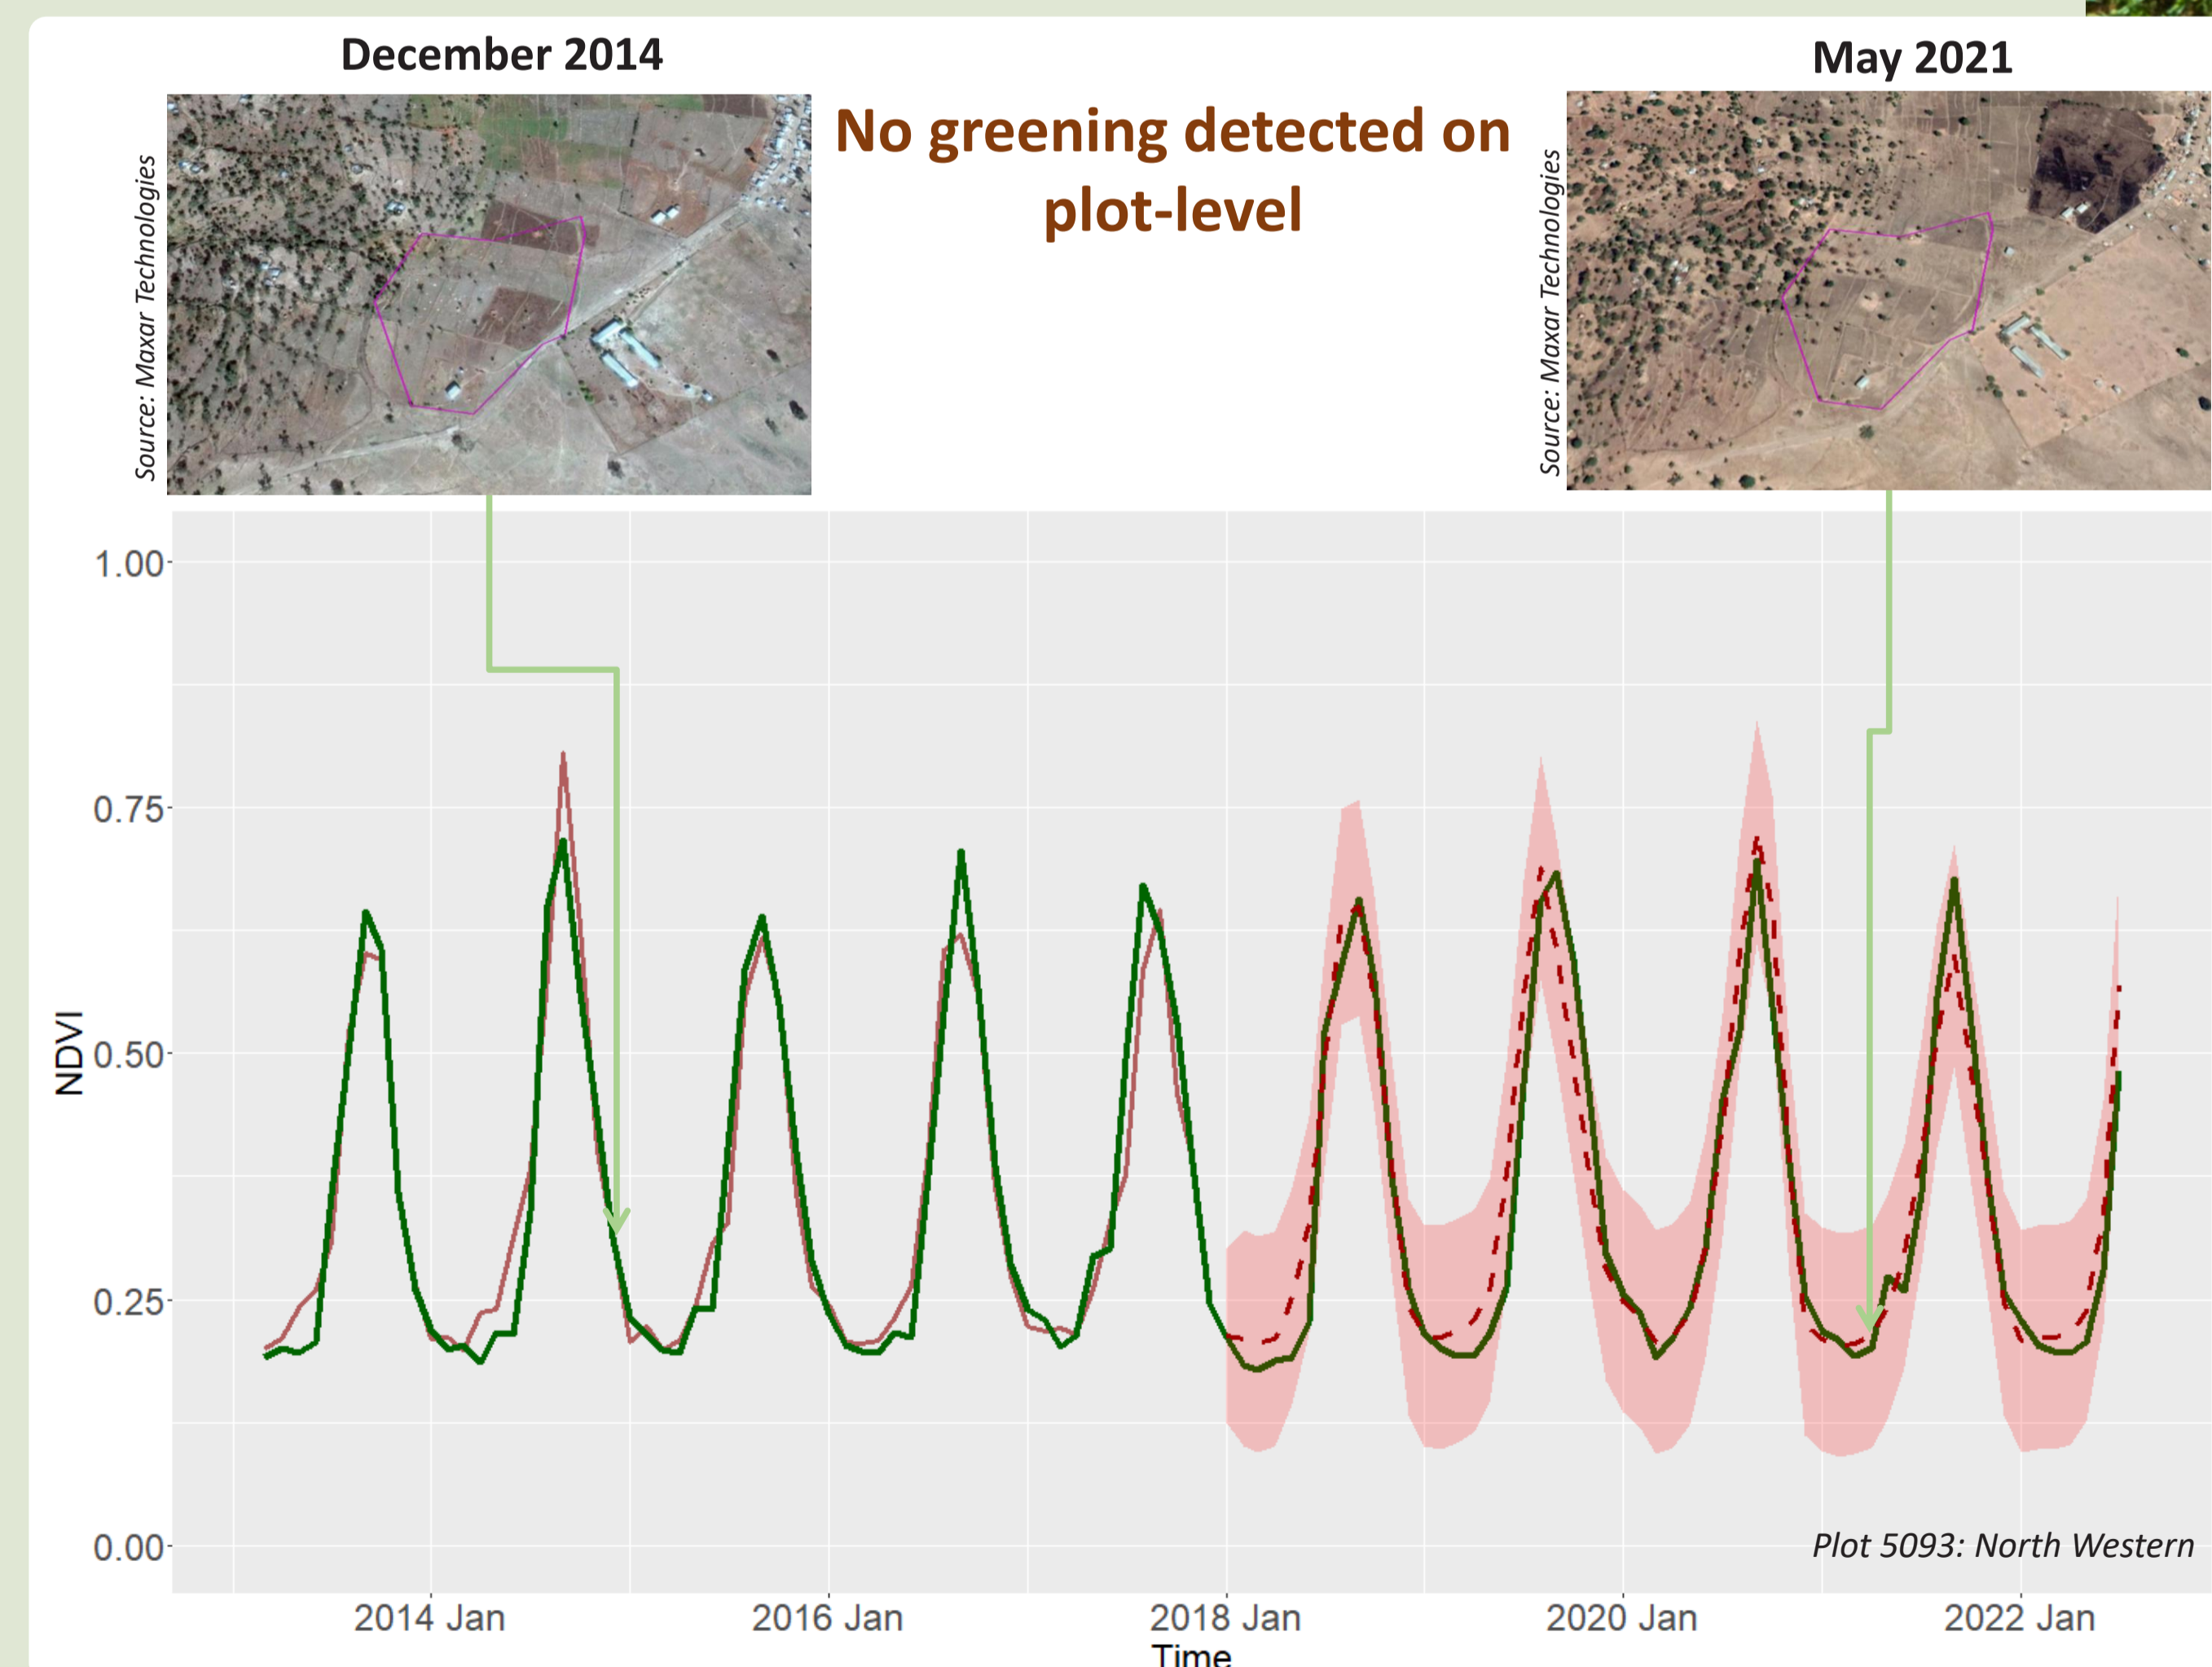 December 2014
May 2021
No greening detected on
plot-level
Source: Maxar Technologies
Source: Maxar Technologies
1.00
0.75
0.50
0.25
0.00
NDVI
Plot 5093: North Western
2014 Jan
2016 Jan
2018 Jan
2020 Jan
2022 Jan
Time